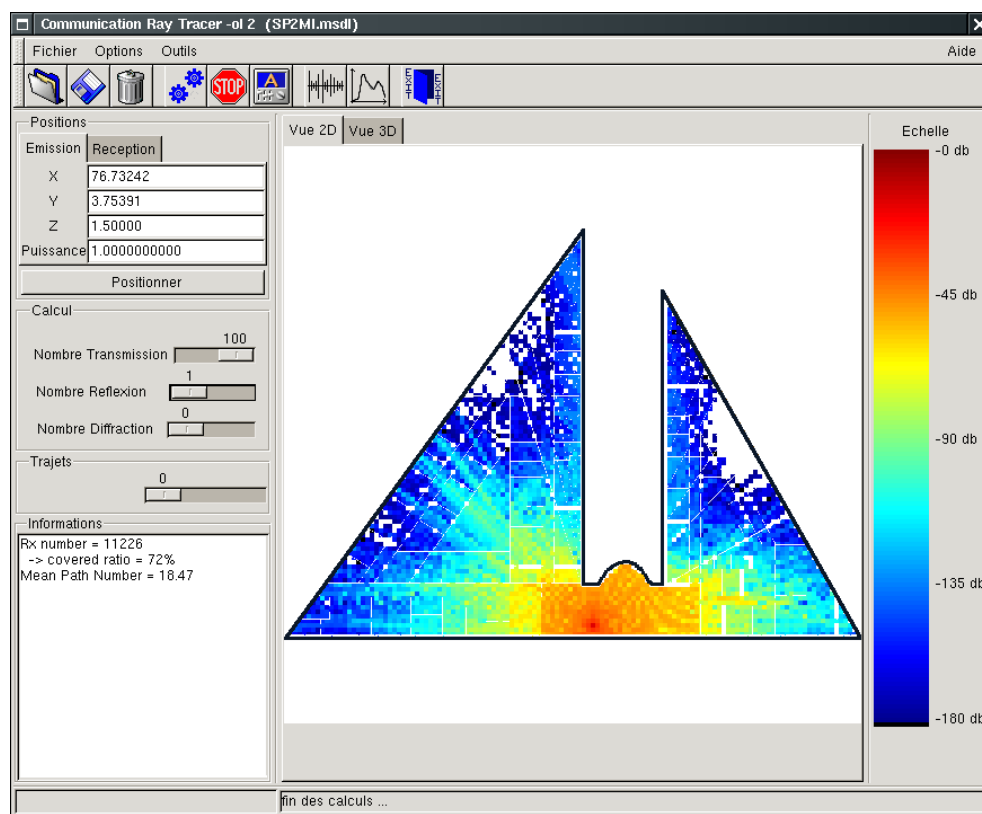 Communication Ray Tracer -ol 2 (SP2MI.msdl)
Fichier Options Outils Aide
STOP
A
EXIT EXIT
Positions
Emission Reception
X 76.73242
Y 3.75391
Z 1.50000
Puissance 1.0000000000
Positionner
Calcul
100
Nombre Transmission
1
Nombre Reflexion
0
Nombre Diffraction
Trajets
0
Informations
Rx number = 11226
-> covered ratio = 72%
Mean Path Number = 18.47
Vue 2D Vue 3D
Echelle
-0 db
-45 db
-90 db
-135 db
-180 db
fin des calculs ...